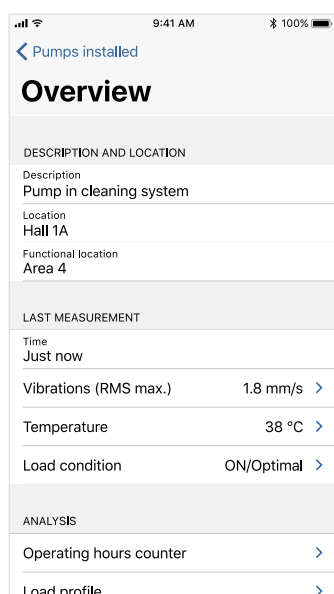 9:41 AM 100%
Pumps installed
Overview
DESCRIPTION AND LOCATION
Description
Pump in cleaning system
Location
Hall 1A
Functional location
Area 4
LAST MEASUREMENT
Time
Just now
Vibrations (RMS max.) 1.8 mm/s
Temperature 38 °C
Load condition ON/Optimal
ANALYSIS
Operating hours counter
Load profile